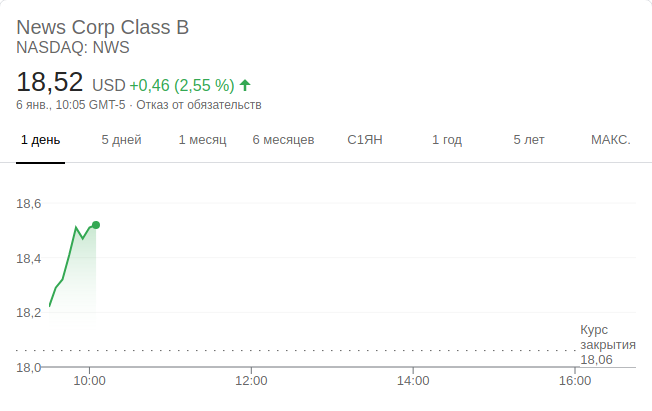 News Corp Class B
NASDAQ: NWS
18,52 USD +0,46 (2,55 %)
6 янв., 10:05 GMT-5 · Отказ от обязательств
1 день 5 дней 1 месяц 6 месяцев С1ЯН 1 год 5 лет МАКС.
18,6
18,4
18,2
18,0
Курс
закрытия
18,06
10:00 12:00 14:00 16:00